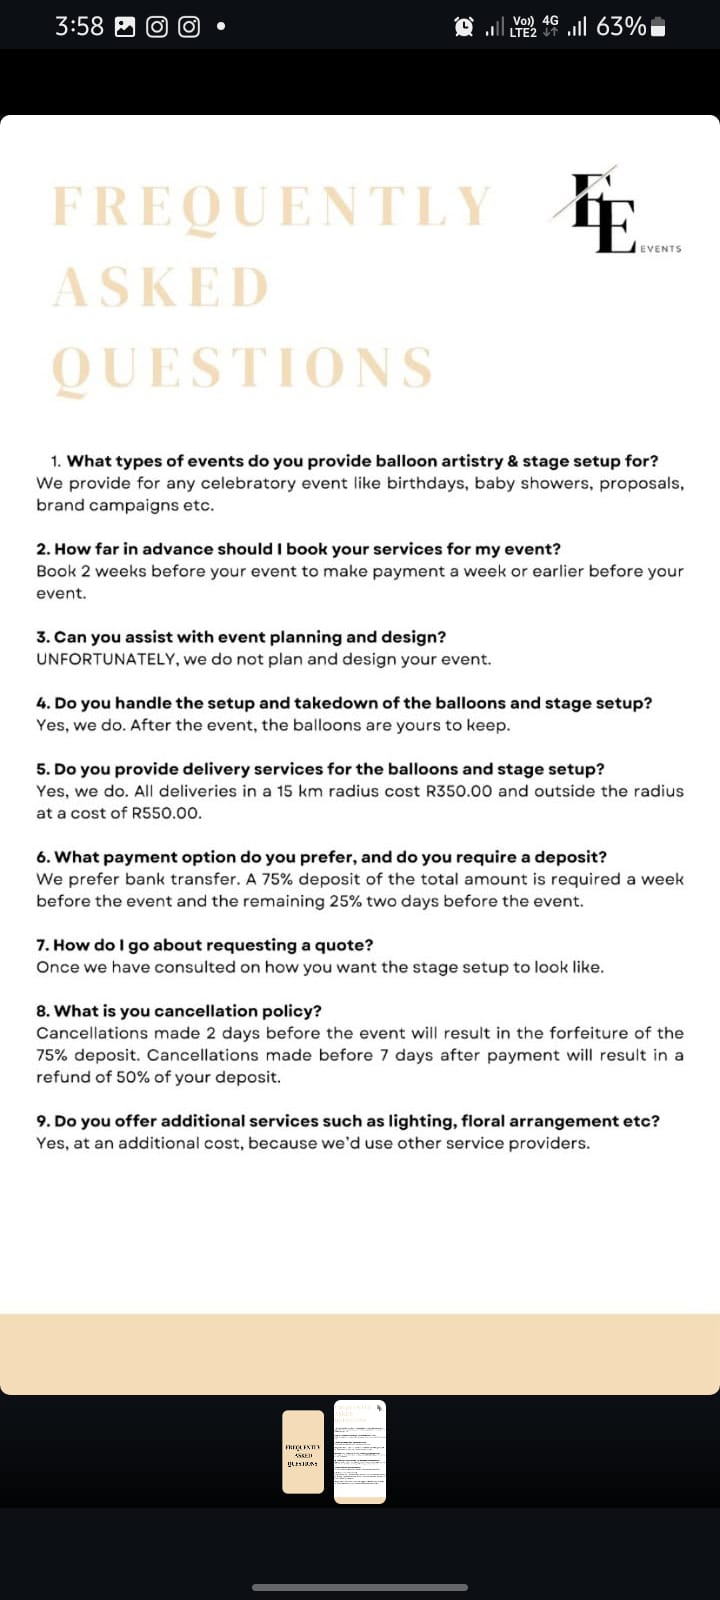 3:58
Vo)) 4G
LTE2
63%
FREQUENTLY
ASKED
QUESTIONS
EE
EVENTS
1. What types of events do you provide balloon artistry & stage setup for?
We provide for any celebratory event like birthdays, baby showers, proposals,
brand campaigns etc.
2. How far in advance should I book your services for my event?
Book 2 weeks before your event to make payment a week or earlier before your
event.
3. Can you assist with event planning and design?
UNFORTUNATELY, we do not plan and design your event.
4. Do you handle the setup and takedown of the balloons and stage setup?
Yes, we do. After the event, the balloons are yours to keep.
5. Do you provide delivery services for the balloons and stage setup?
Yes, we do. All deliveries in a 15 km radius cost R350.00 and outside the radius
at a cost of R550.00.
6. What payment option do you prefer, and do you require a deposit?
We prefer bank transfer. A 75% deposit of the total amount is required a week
before the event and the remaining 25% two days before the event.
7. How do I go about requesting a quote?
Once we have consulted on how you want the stage setup to look like.
8. What is you cancellation policy?
Cancellations made 2 days before the event will result in the forfeiture of the
75% deposit. Cancellations made before 7 days after payment will result in a
refund of 50% of your deposit.
9. Do you offer additional services such as lighting, floral arrangement etc?
Yes, at an additional cost, because we'd use other service providers.
FREQUENTLY
ASKED
QUESTIONS